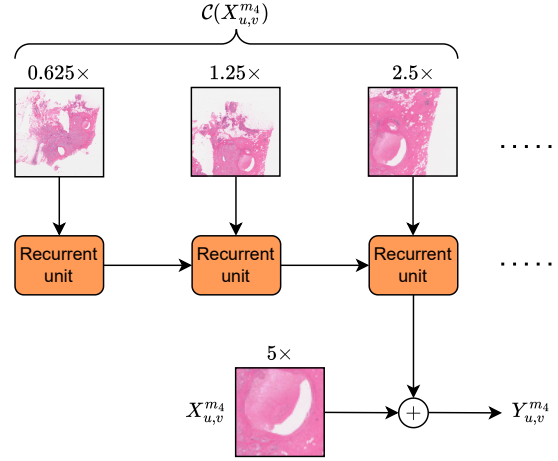 𝒞(X_{u,v}^{m_4})
0.625× 1.25× 2.5×
. . . . .
Recurrent unit Recurrent unit Recurrent unit
. . . . .
5×
X_{u,v}^{m_4} + Y_{u,v}^{m_4}